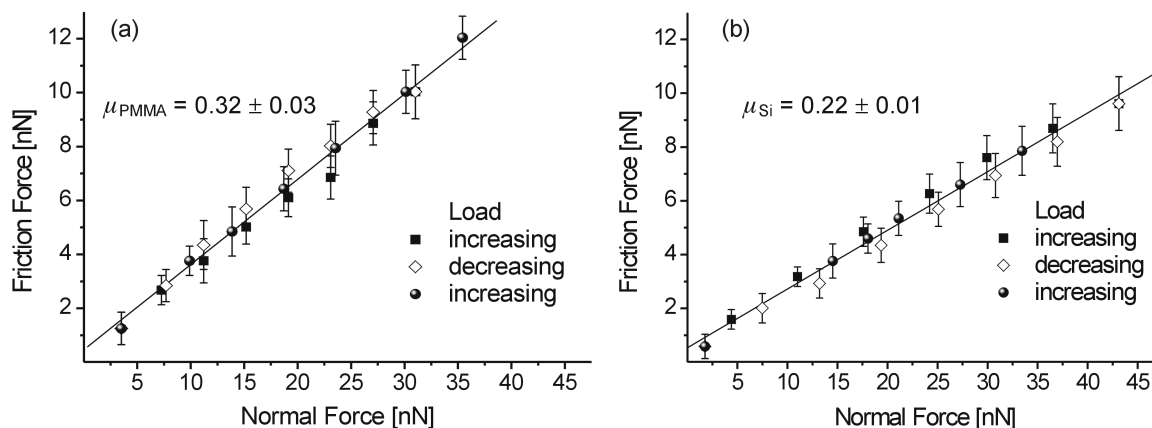 (a)
μPMMA = 0.32 ± 0.03
Friction Force [nN]
12
10
8
6
4
2
Load
increasing
decreasing
increasing
5 10 15 20 25 30 35 40 45
Normal Force [nN]
(b)
μSi = 0.22 ± 0.01
Friction Force [nN]
12
10
8
6
4
2
Load
increasing
decreasing
increasing
5 10 15 20 25 30 35 40 45
Normal Force [nN]